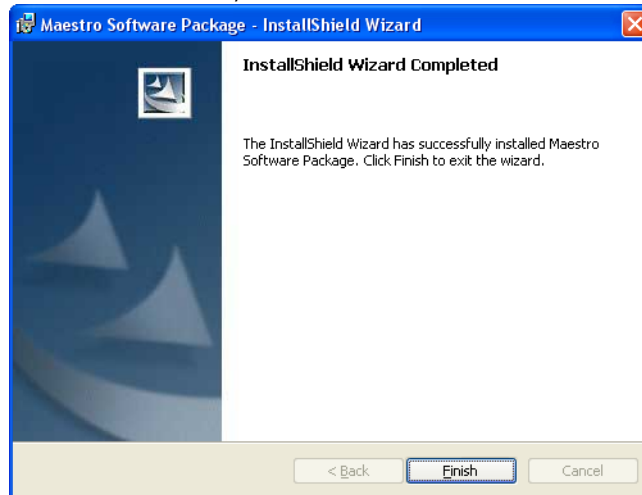 Maestro Software Package - InstallShield Wizard
InstallShield Wizard Completed
The InstallShield Wizard has successfully installed Maestro
Software Package. Click Finish to exit the wizard.
< Back Finish Cancel